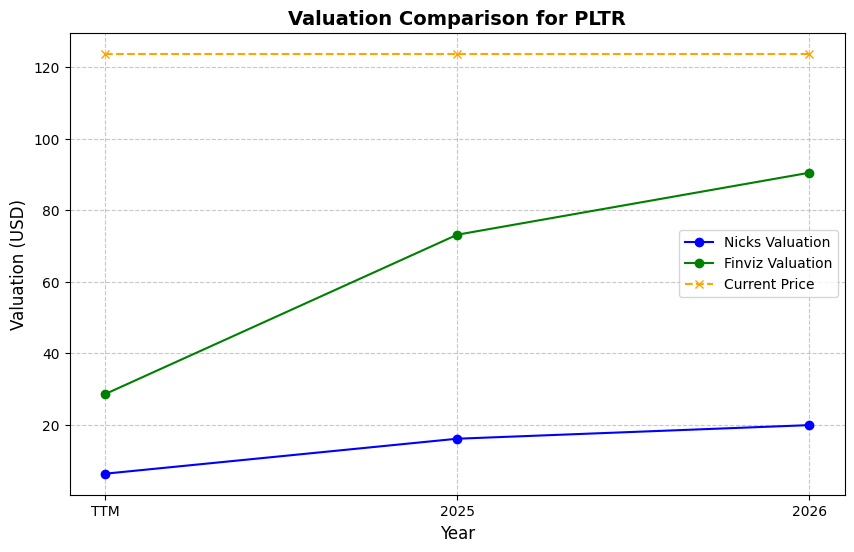 Valuation Comparison for PLTR
Valuation (USD)
120
100
80
60
40
20
Nicks Valuation
Finviz Valuation
Current Price
TTM
2025
2026
Year